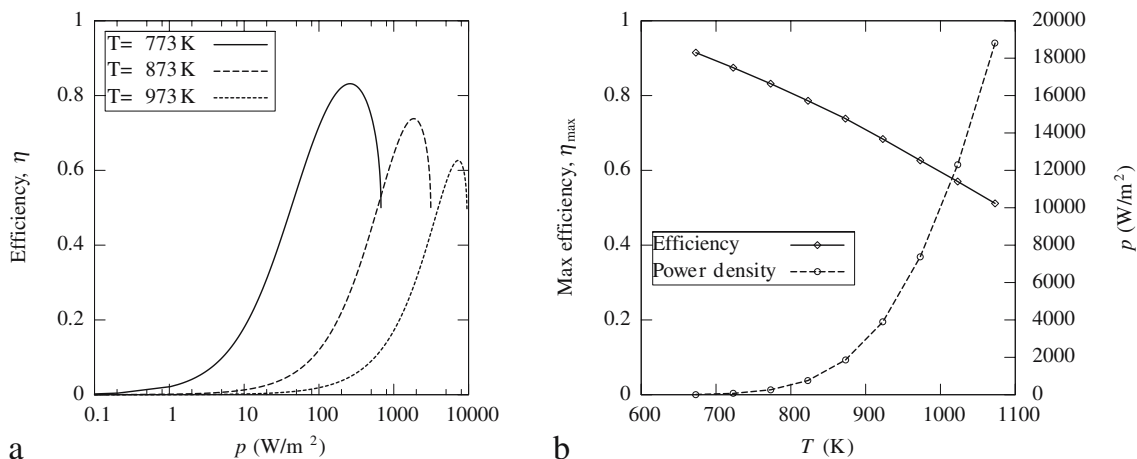 1
0.8
0.6
0.4
0.2
0
Efficiency, η
T= 773 K
T= 873 K
T= 973 K
0.1 1 10 100 1000 10000
p (W/m 2)
a
1
0.8
0.6
0.4
0.2
0
Max efficiency, ηmax
Efficiency
Power density
20000
18000
16000
14000
12000
10000
8000
6000
4000
2000
0
p (W/m2)
600 700 800 900 1000 1100
T (K)
b